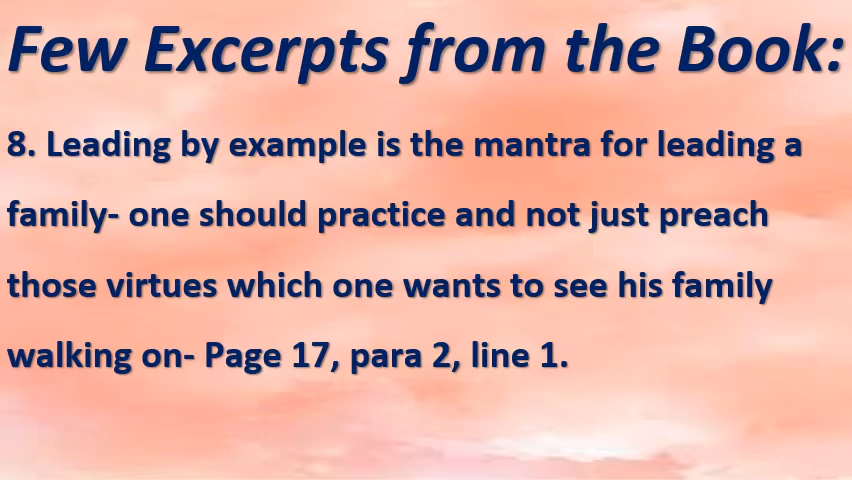 Few Excerpts from the Book:
8. Leading by example is the mantra for leading a
family- one should practice and not just preach
those virtues which one wants to see his family
walking on- Page 17, para 2, line 1.